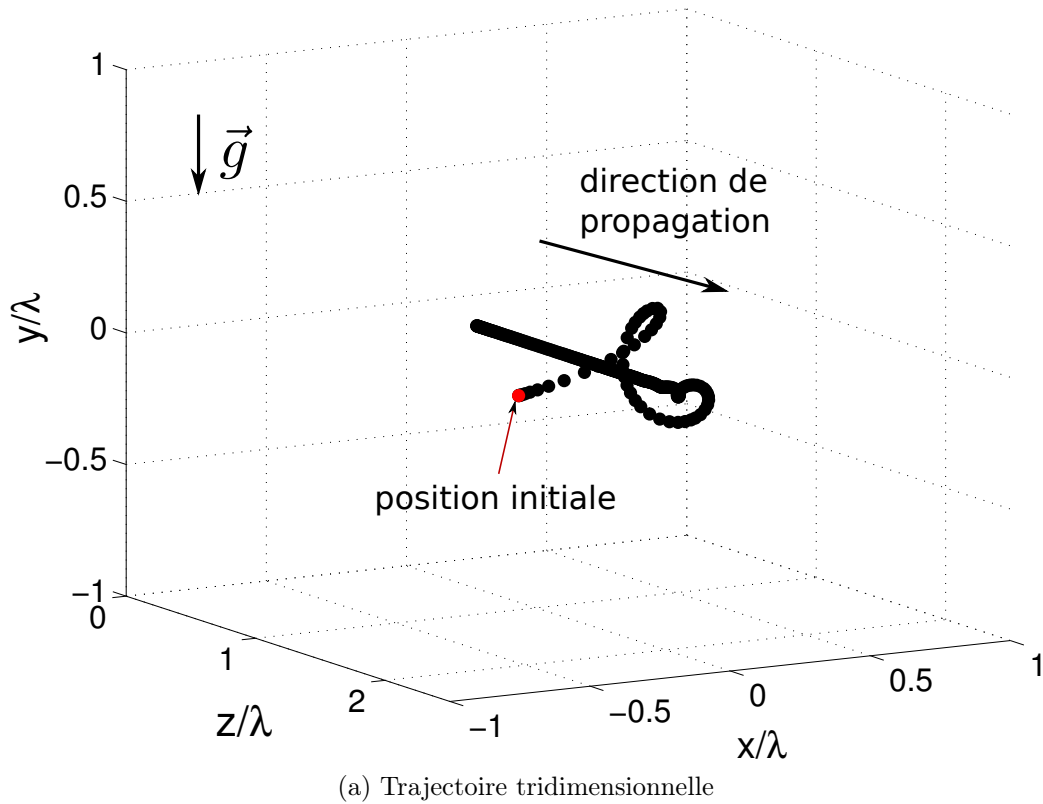 1
0.5
0
−0.5
−1
y/λ
g⃗
direction de
propagation
position initiale
0
1
2
z/λ
−1
−0.5
0
0.5
1
x/λ
(a) Trajectoire tridimensionnelle